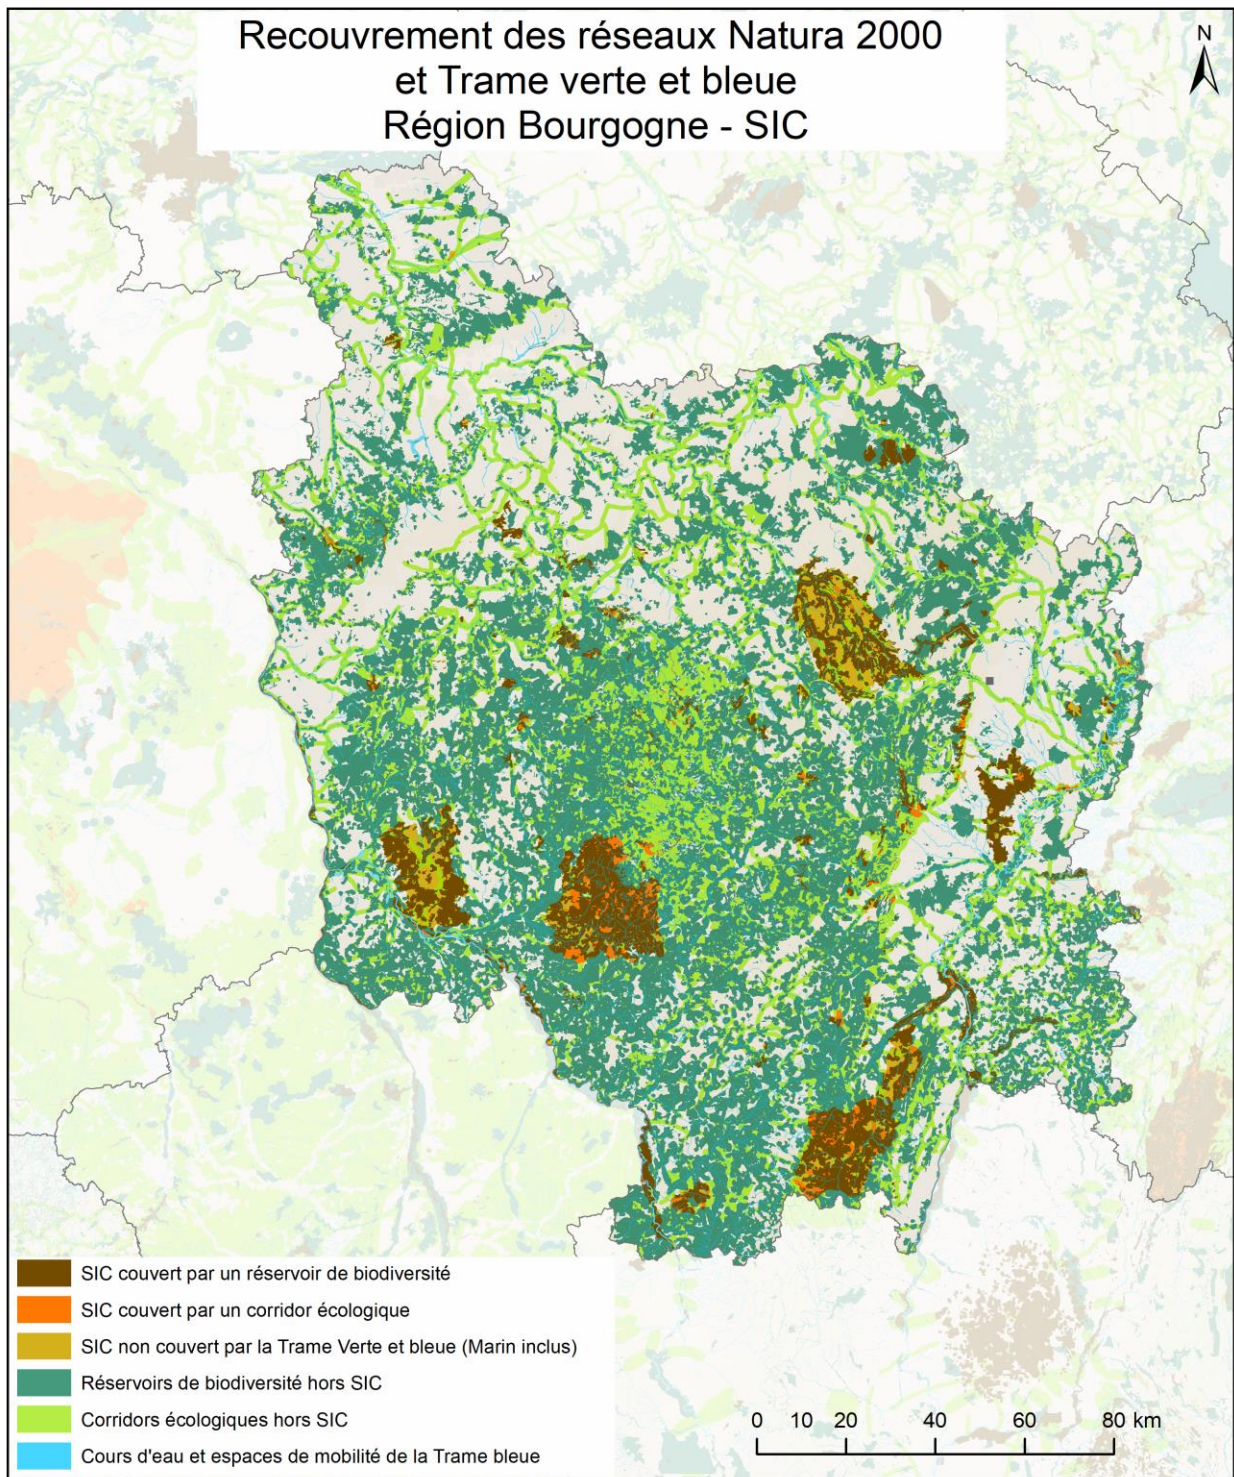 Recouvrement des réseaux Natura 2000
et Trame verte et bleue
Région Bourgogne - SIC
N
SIC couvert par un réservoir de biodiversité
SIC couvert par un corridor écologique
SIC non couvert par la Trame Verte et bleue (Marin inclus)
Réservoirs de biodiversité hors SIC
Corridors écologiques hors SIC
Cours d'eau et espaces de mobilité de la Trame bleue
0 10 20 40 60 80 km